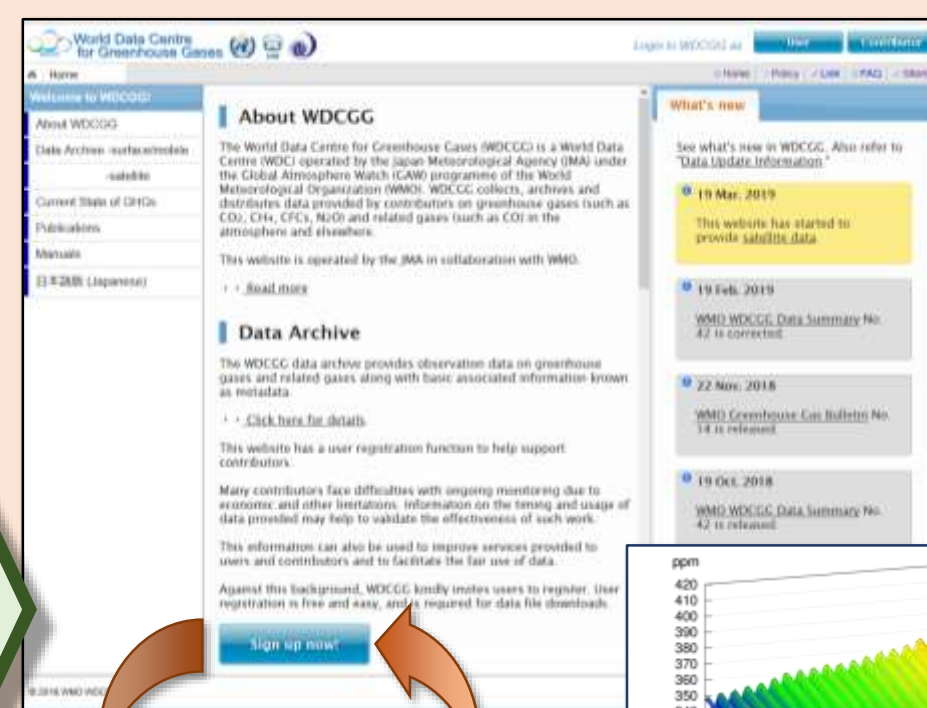 World Data Centre
for Greenhouse Gases
Login to WDCGG as
User
Contributor
Home
Home
Policy
Link
FAQ
Welcome to WDCGG!
About WDCGG
Data Archive -surface/mobile
-satellite
Current State of GHGs
Publications
Manuals
日本語版 (Japanese)
About WDCGG
The World Data Centre for Greenhouse Gases (WDCGG) is a World Data
Centre (WDC) operated by the Japan Meteorological Agency (JMA) under
the Global Atmosphere Watch (GAW) programme of the World
Meteorological Organization (WMO). WDCGG collects, archives and
distributes data provided by contributors on greenhouse gases (such as
CO2, CH4, CFCs, N2O) and related gases (such as CO) in the
atmosphere and elsewhere.
This website is operated by the JMA in collaboration with WMO.
Read more
Data Archive
The WDCGG data archive provides observation data on greenhouse
gases and related gases along with basic associated information known
as metadata.
Click here for details.
This website has a user registration function to help support
contributors.
Many contributors face difficulties with ongoing monitoring due to
economic and other limitations. Information on the timing and usage of
data provided may help to validate the effectiveness of such work.
This information can also be used to improve services provided to
users and contributors and to facilitate the fair use of data.
Against this background, WDCGG kindly invites users to register. User
registration is free and easy, and is required for data file downloads.
Sign up now!
What's new
See what's new in WDCGG. Also refer to
"Data Update Information."
19 Mar. 2019
This website has started to
provide satellite data.
19 Feb. 2019
WMO WDCGG Data Summary No.
42 is corrected.
22 Nov. 2018
WMO Greenhouse Gas Bulletin No.
14 is released.
19 Oct. 2018
WMO WDCGG Data Summary No.
42 is released.
ppm
420
410
400
390
380
370
360
350